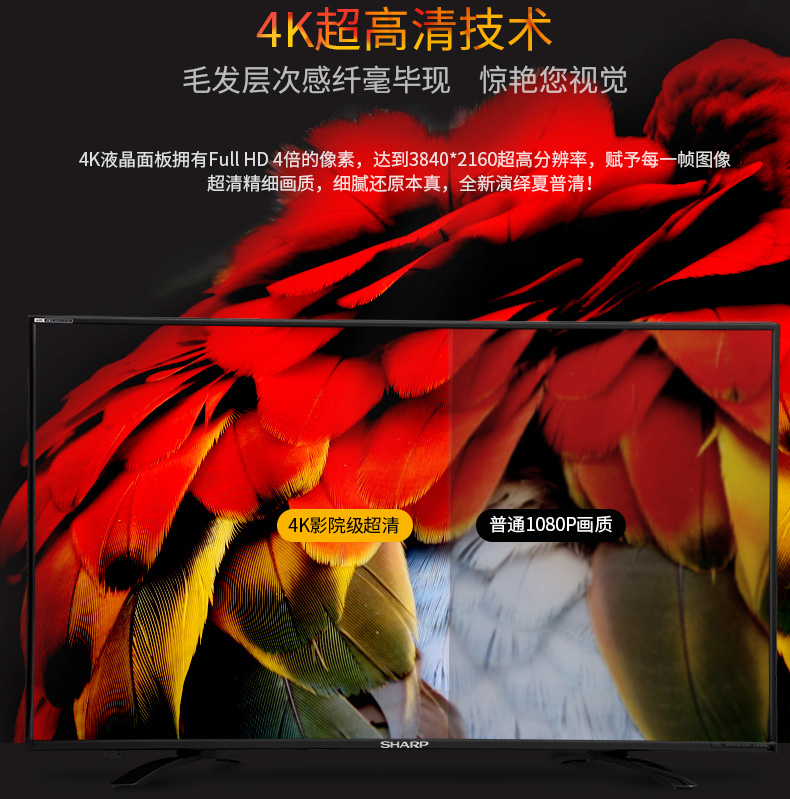 4K超高清技术
毛发层次感纤毫毕现 惊艳您视觉
4K液晶面板拥有Full HD 4倍的像素，达到3840*2160超高分辨率，赋予每一帧图像
超清精细画质，细腻还原本真，全新演绎夏普清！
4K影院级超清
普通1080P画质
SHARP